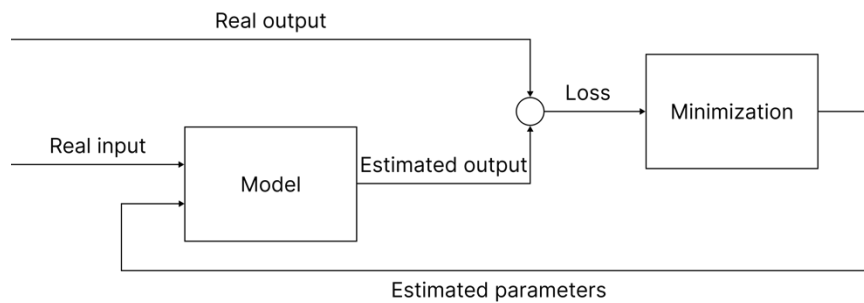 Real output
Loss
Minimization
Real input
Estimated output
Model
Estimated parameters